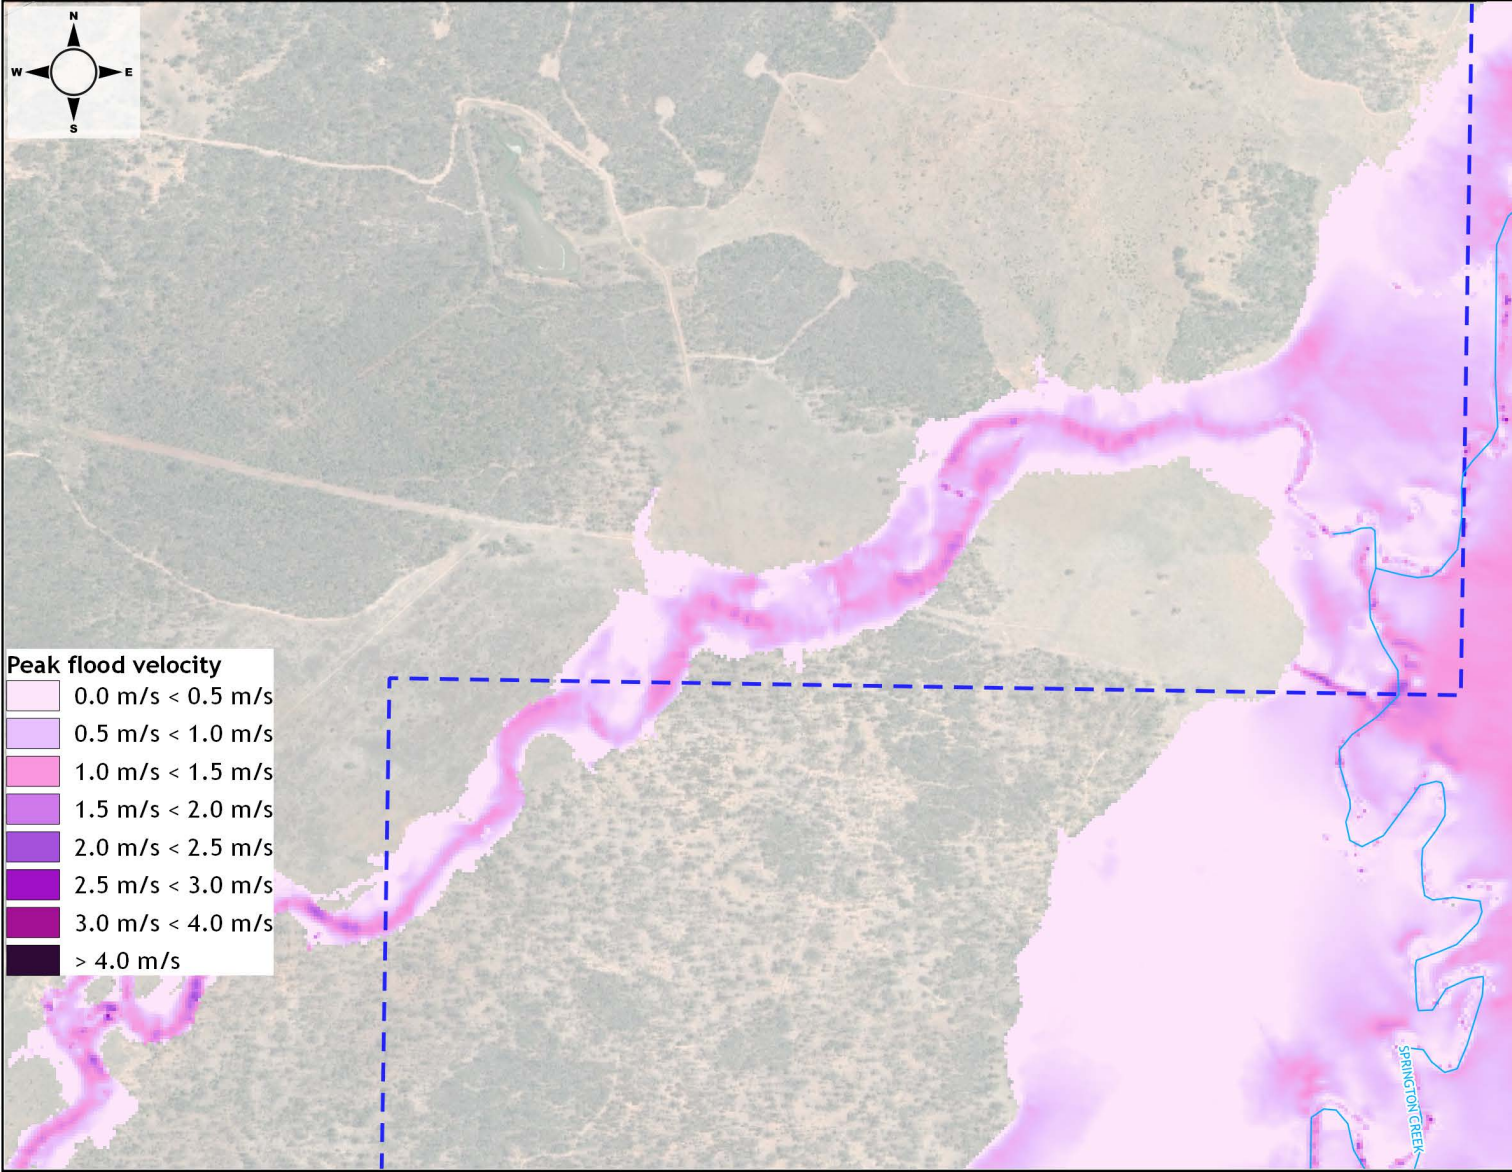 N
W E
S
Peak flood velocity
0.0 m/s < 0.5 m/s
0.5 m/s < 1.0 m/s
1.0 m/s < 1.5 m/s
1.5 m/s < 2.0 m/s
2.0 m/s < 2.5 m/s
2.5 m/s < 3.0 m/s
3.0 m/s < 4.0 m/s
> 4.0 m/s
SPRINGTON CREEK